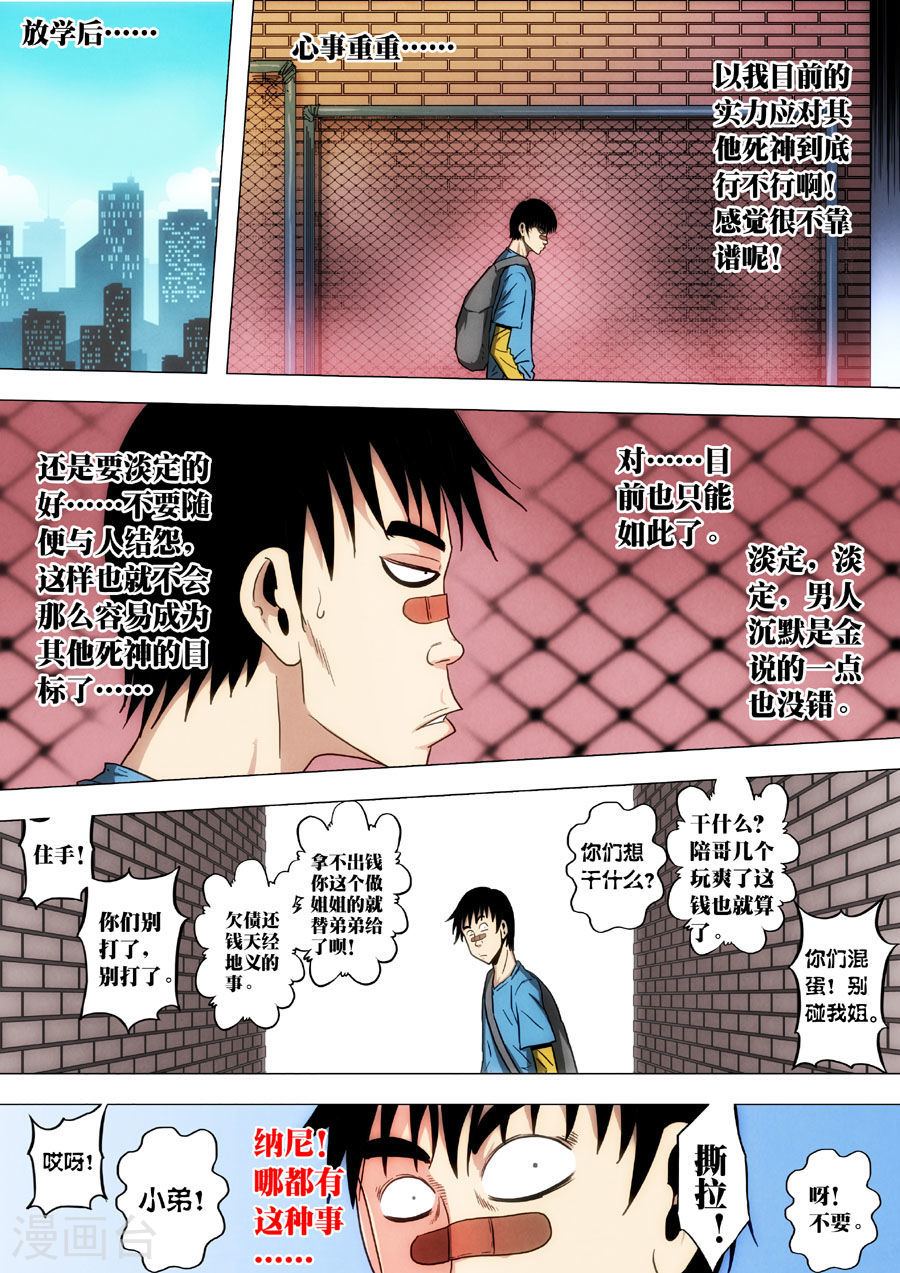 放学后……
心事重重……
以我目前的
实力应对其
他死神到底
行不行啊!
感觉很不靠
谱呢!
还是要淡定的
好……不要随
便与人结怨,
这样也就不会
那么容易成为
其他死神的目
标了……
对……目
前也只能
如此了。
淡定,淡
定,男人
沉默是金
说的一点
也没错。
住手!
你们别
打了,
别打了。
欠债还
钱天经
地义的
事。
拿不出钱
你这个做
姐姐的就
替弟弟给
了呗!
你们想
干什么?
干什么?
陪哥几个
玩爽了这
钱也就算
了。
你们混
蛋!别
碰我姐。
哎呀!
小弟!
纳尼!
哪都有
这种事
……
撕
拉!
呀!
不要。
漫画台